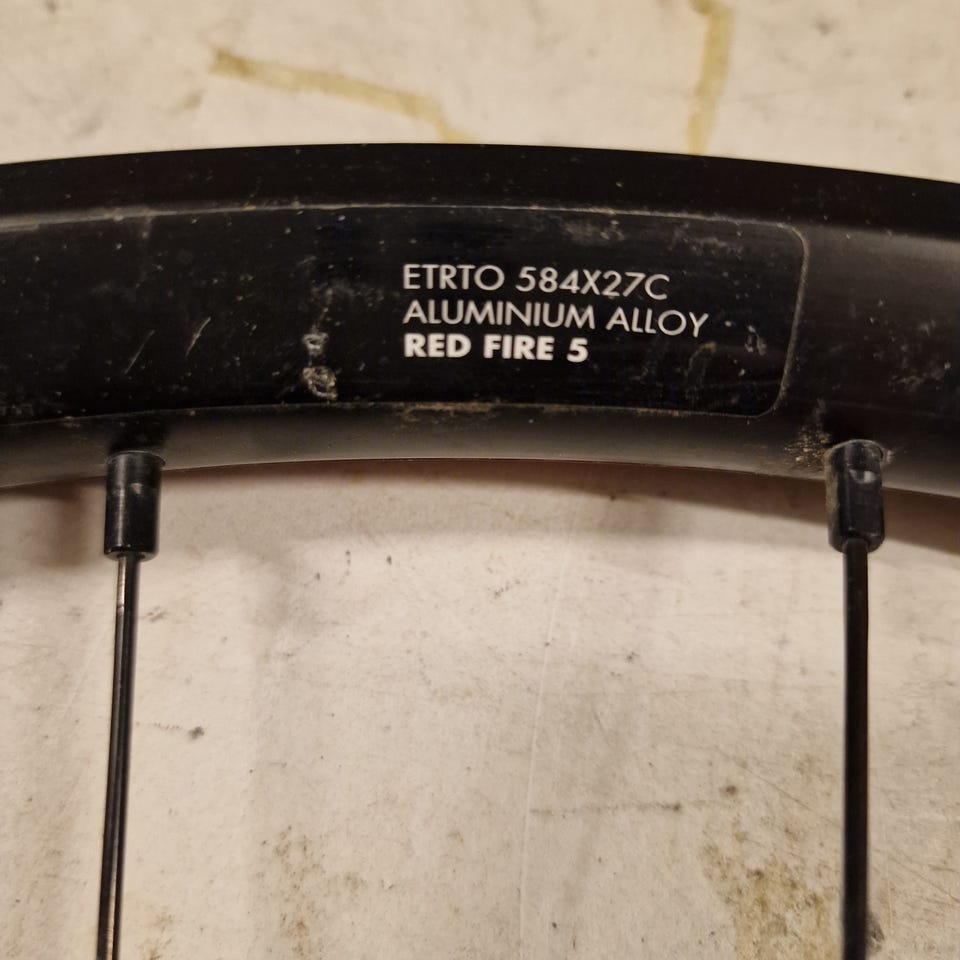 ETRTO 584X27C
ALUMINIUM ALLOY
RED FIRE 5